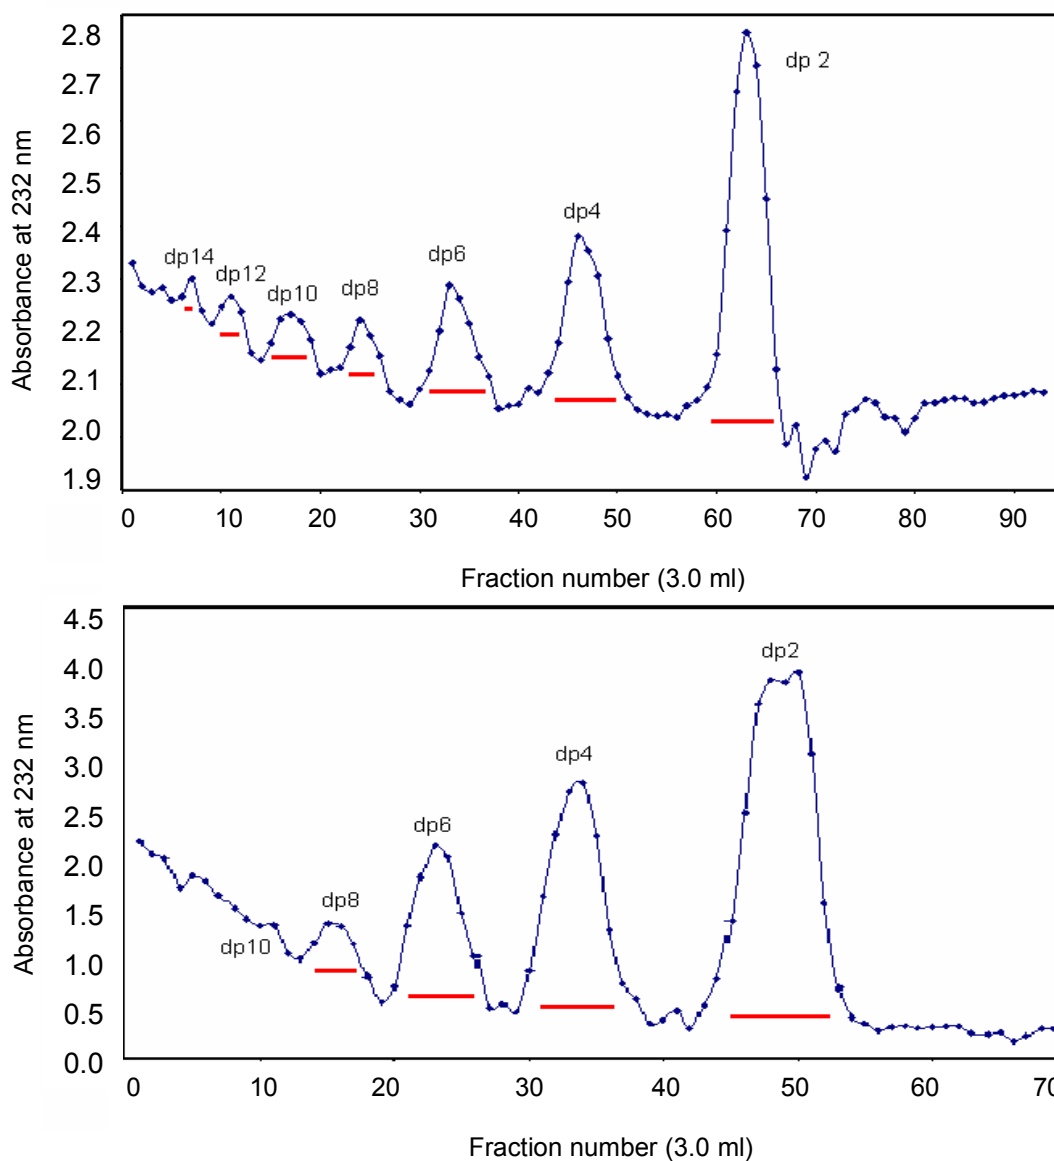 2.8
2.7
2.6
2.5
2.4
2.3
2.2
2.1
2.0
1.9
Absorbance at 232 nm
dp14
dp12
dp10
dp8
dp6
dp4
dp 2
0 10 20 30 40 50 60 70 80 90
Fraction number (3.0 ml)
4.5
4.0
3.5
3.0
2.5
2.0
1.5
1.0
0.5
0.0
Absorbance at 232 nm
dp10
dp8
dp6
dp4
dp2
0 10 20 30 40 50 60 70
Fraction number (3.0 ml)